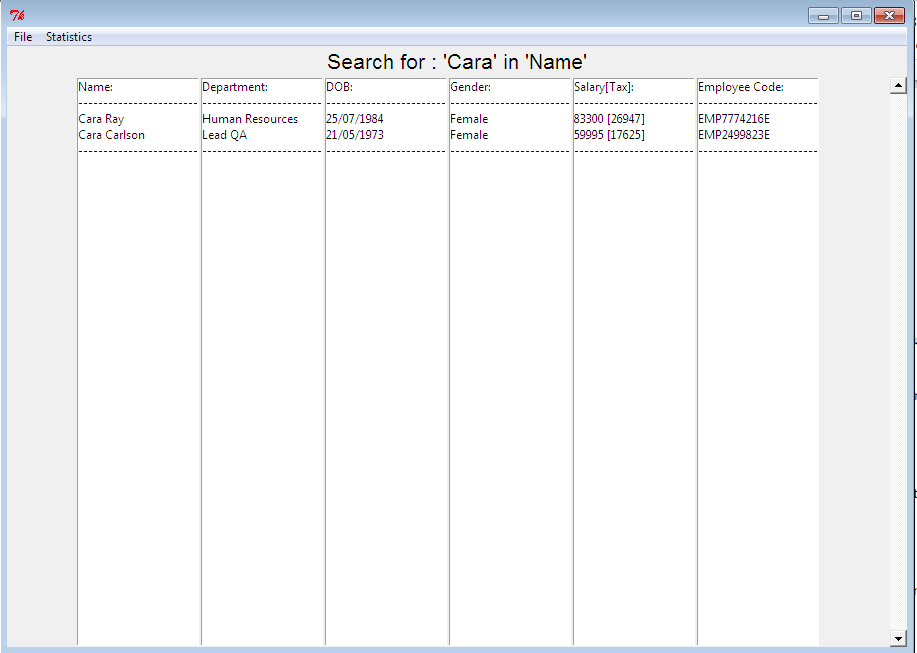 File Statistics
Search for : 'Cara' in 'Name'
Name: Department: DOB: Gender: Salary[Tax]: Employee Code:
Cara Ray Human Resources 25/07/1984 Female 83300 [26947] EMP7774216E
Cara Carlson Lead QA 21/05/1973 Female 59995 [17625] EMP2499823E